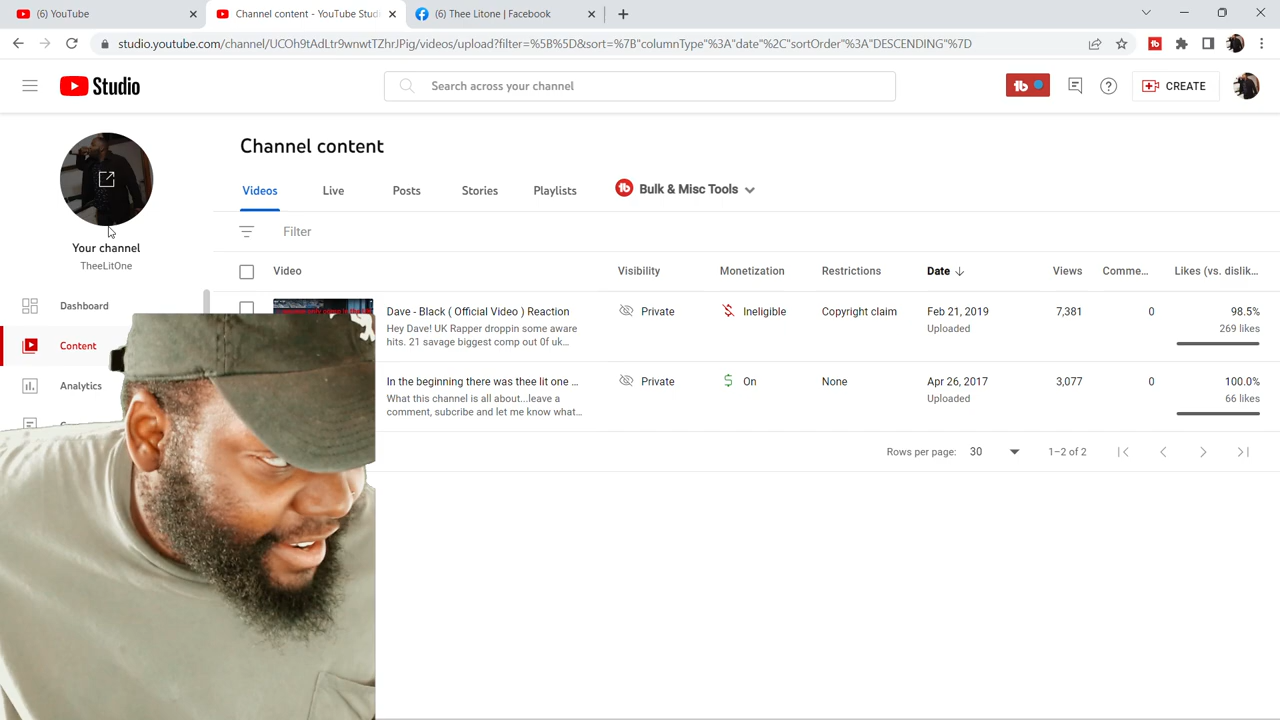 (6) YouTube
Channel content - YouTube Stud
(6) Thee Litone | Facebook
studio.youtube.com/channel/UCOh9tAdLtr9wnwtTZhrJPig/videos/upload?filter=%5B%5D&sort=%7B"columnType"%3A"date"%2C"sortOrder"%3A"DESCENDING"%7D
Studio
Search across your channel
CREATE
Channel content
Videos Live Posts Stories Playlists Bulk & Misc Tools
Filter
Your channel
TheeLitOne
Video Visibility Monetization Restrictions Date Views Comme... Likes (vs. dislik...
Dashboard
Dave - Black ( Official Video ) Reaction Private Ineligible Copyright claim Feb 21, 2019 7,381 0 98.5%
Hey Dave! UK Rapper droppin some aware Uploaded 269 likes
hits. 21 savage biggest comp out 0f uk...
Content
Analytics
In the beginning there was thee lit one ... Private On None Apr 26, 2017 3,077 0 100.0%
What this channel is all about...leave a Uploaded 66 likes
comment, subcribe and let me know what...
Rows per page: 30 1–2 of 2